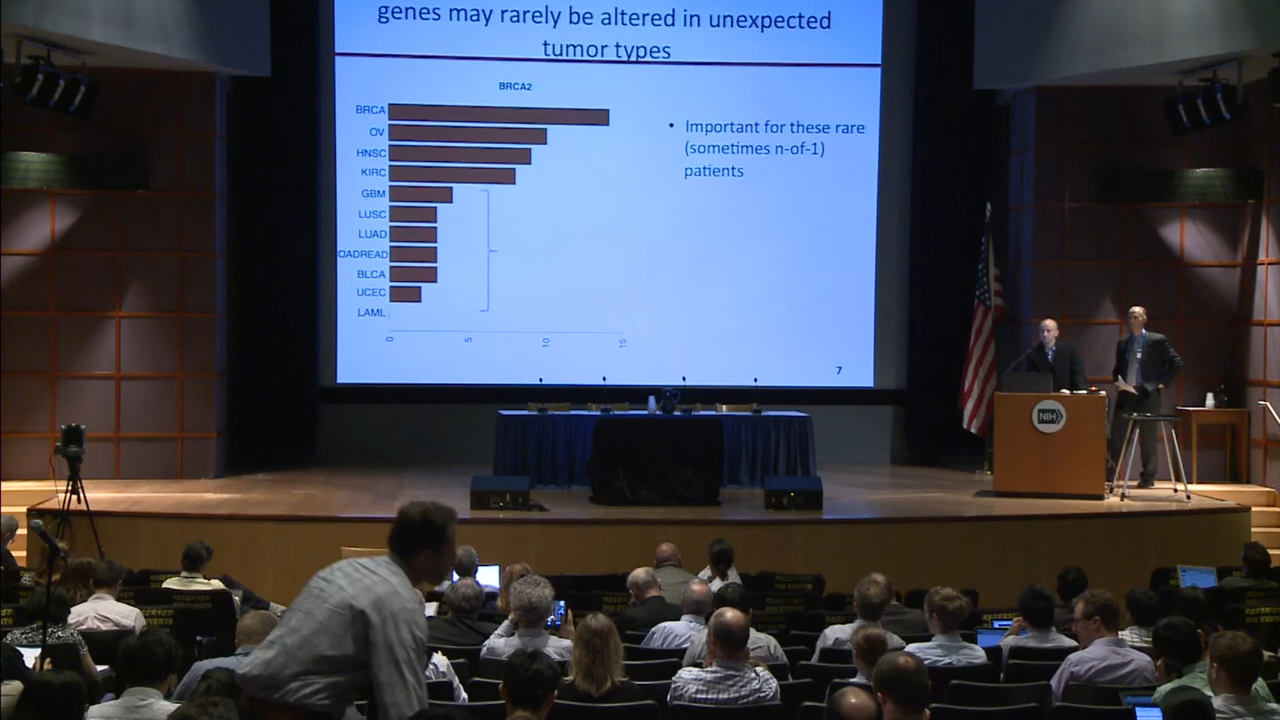 genes may rarely be altered in unexpected
tumor types
BRCA2
BRCA
OV
HNSC
KIRC
GBM
LUSC
LUAD
OADREAD
BLCA
UCEC
LAML
0
5
10
15
• Important for these rare
(sometimes n-of-1)
patients
7
NIH